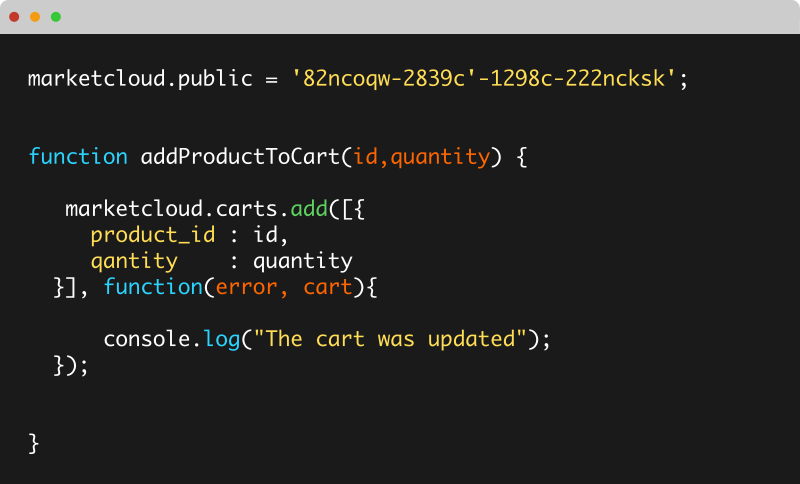 marketcloud.public = '82ncoqw-2839c'-1298c-222ncksk';
function addProductToCart(id,quantity) {
marketcloud.carts.add([{
product_id : id,
qantity : quantity
}], function(error, cart){
console.log("The cart was updated");
});
}